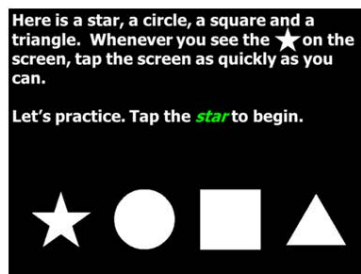 Here is a star, a circle, a square and a
triangle. Whenever you see the ★ on the
screen, tap the screen as quickly as you
can.
Let's practice. Tap the star to begin.